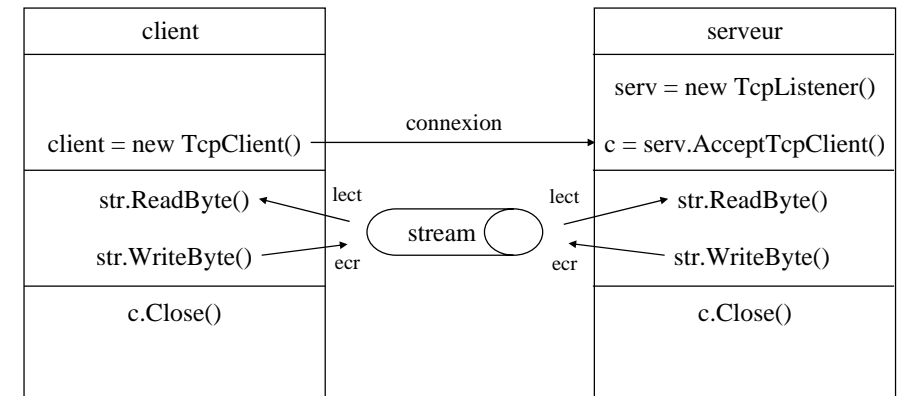 client
serveur
serv = new TcpListener()
connexion
client = new TcpClient()
c = serv.AcceptTcpClient()
str.ReadByte()
lect
lect
str.ReadByte()
stream
str.WriteByte()
ecr
ecr
str.WriteByte()
c.Close()
c.Close()